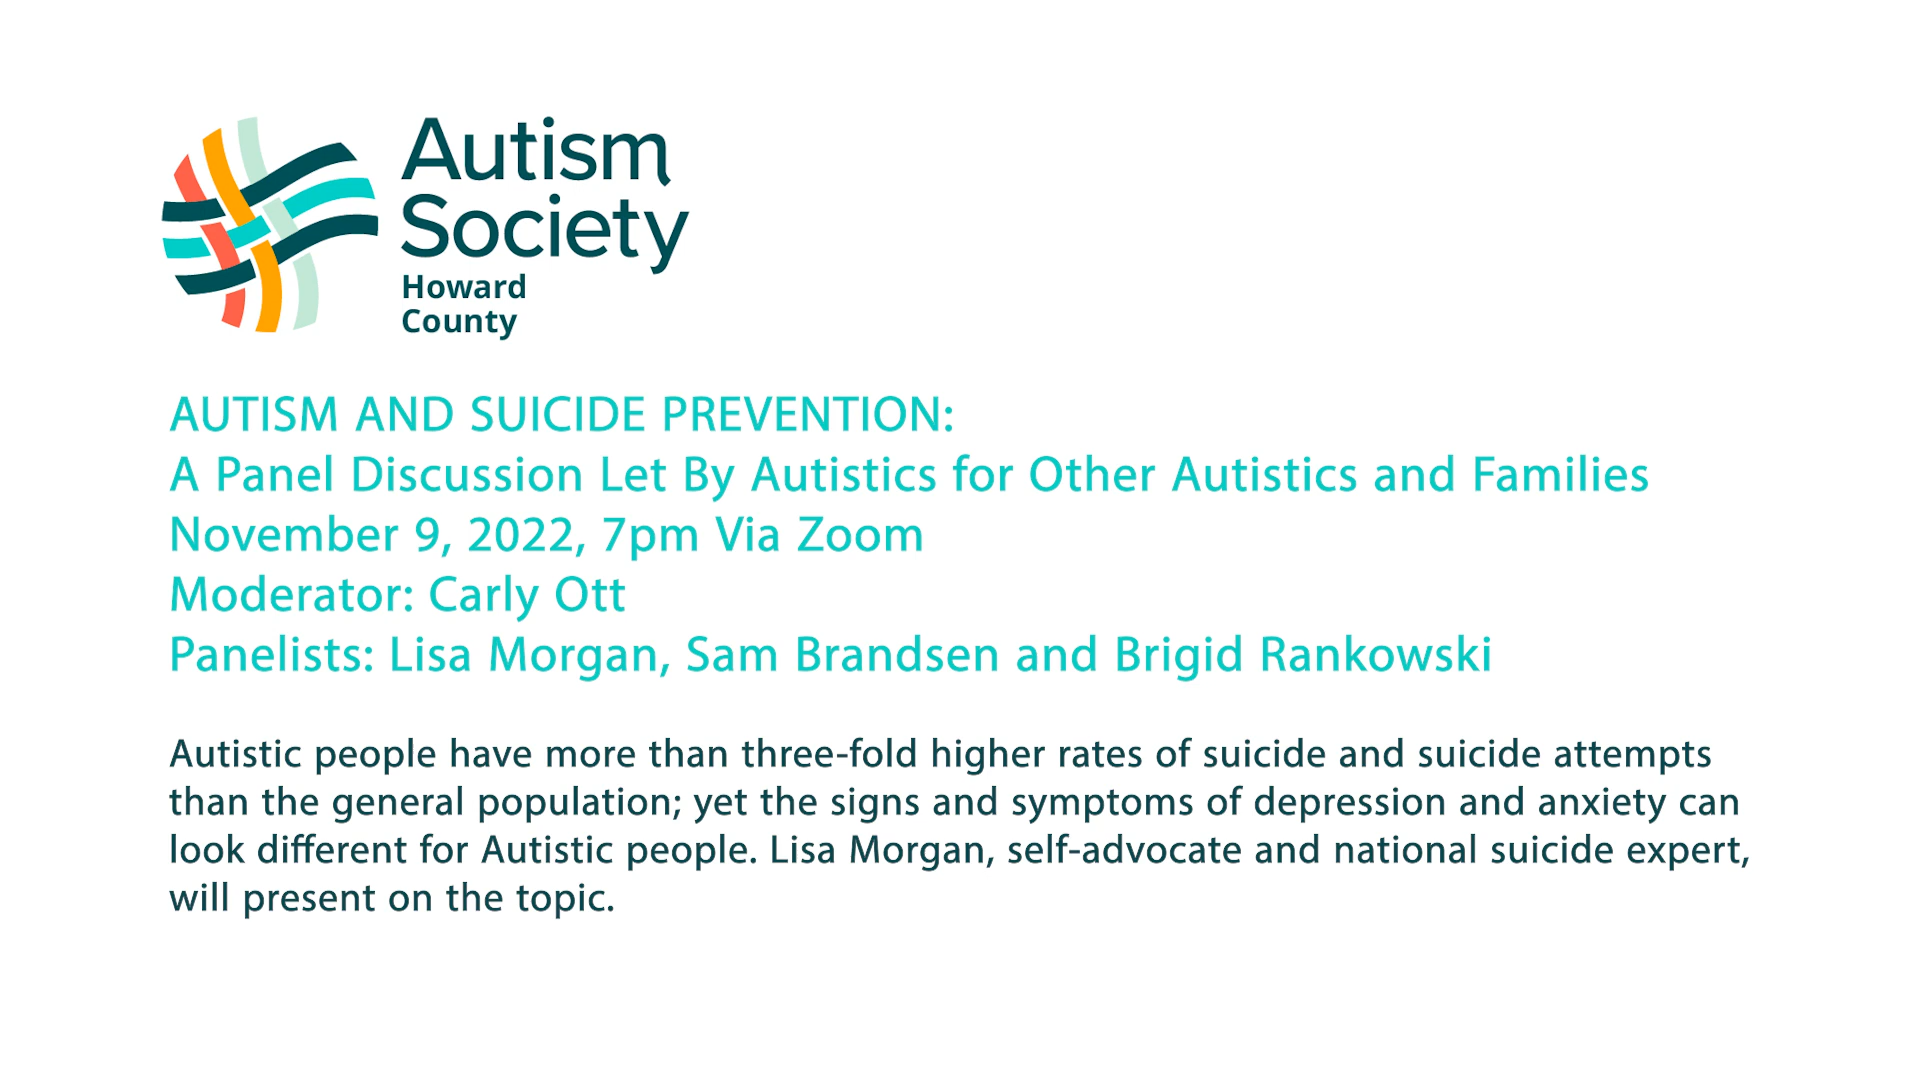 Autism
Society
Howard
County
AUTISM AND SUICIDE PREVENTION:
A Panel Discussion Let By Autistics for Other Autistics and Families
November 9, 2022, 7pm Via Zoom
Moderator: Carly Ott
Panelists: Lisa Morgan, Sam Brandsen and Brigid Rankowski
Autistic people have more than three-fold higher rates of suicide and suicide attempts
than the general population; yet the signs and symptoms of depression and anxiety can
look different for Autistic people. Lisa Morgan, self-advocate and national suicide expert,
will present on the topic.